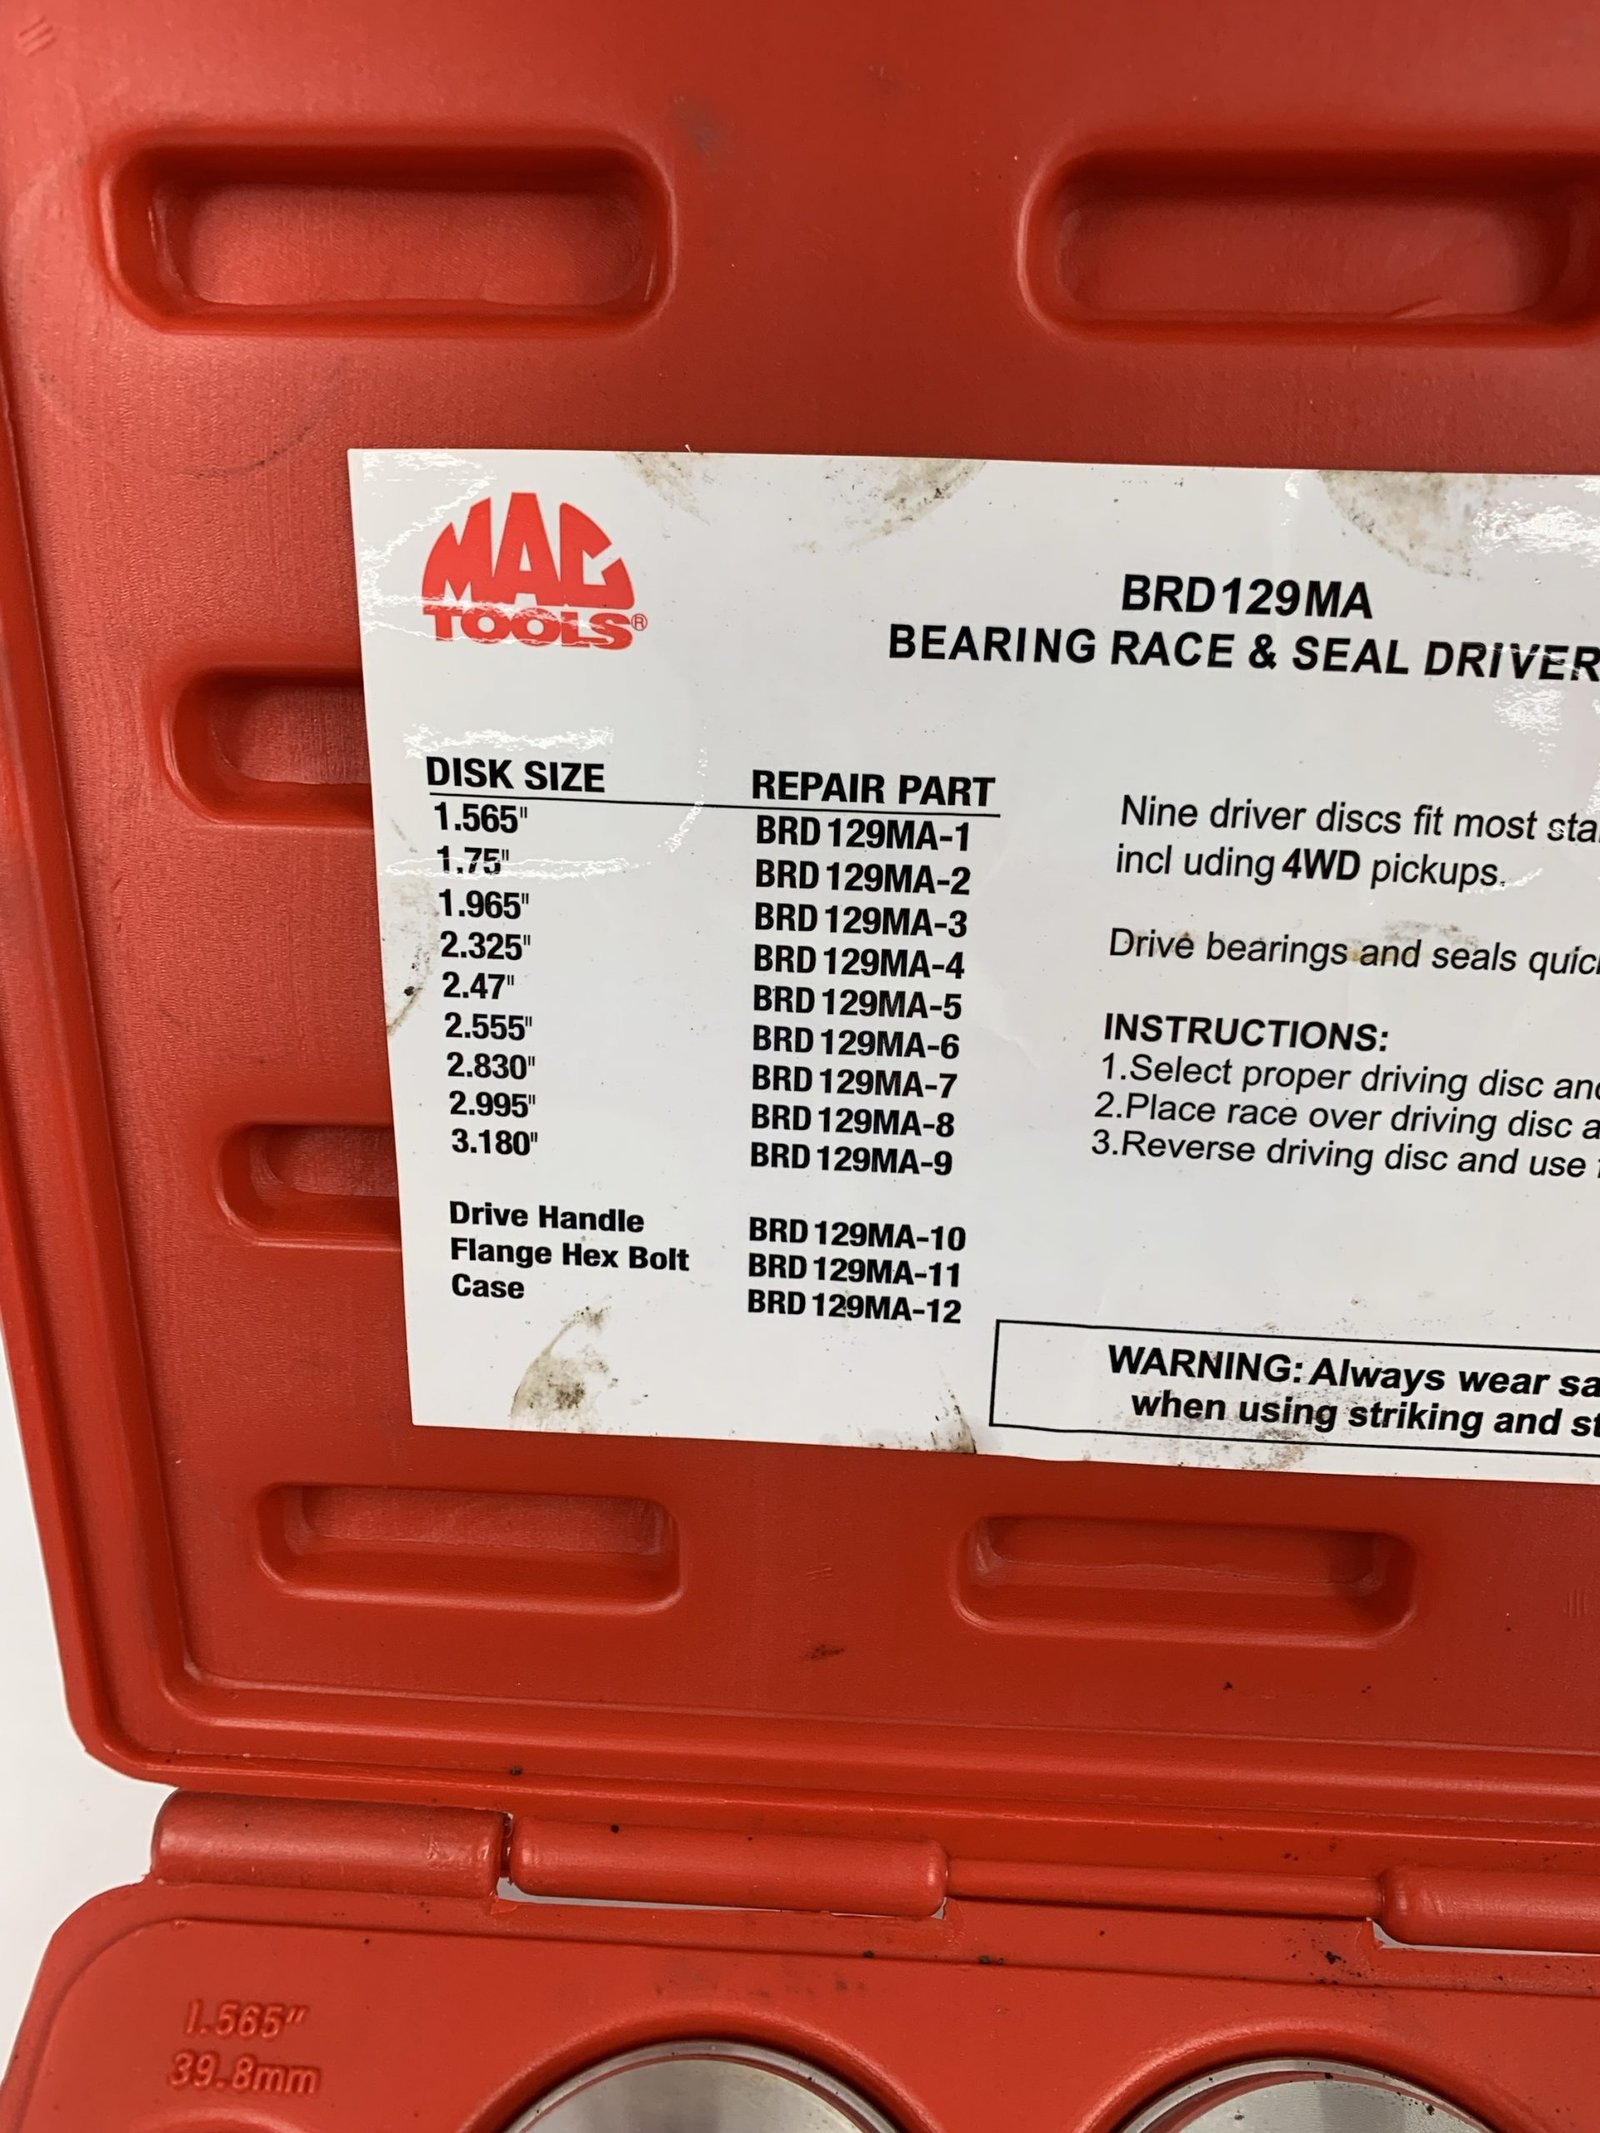 MAC
TOOLS®
BRD129MA
BEARING RACE & SEAL DRIVER
DISK SIZE REPAIR PART
1.565" BRD129MA-1
1.75" BRD129MA-2
1.965" BRD129MA-3
2.325" BRD129MA-4
2.47" BRD129MA-5
2.555" BRD129MA-6
2.830" BRD129MA-7
2.995" BRD129MA-8
3.180" BRD129MA-9
Drive Handle BRD129MA-10
Flange Hex Bolt BRD129MA-11
Case BRD129MA-12
Nine driver discs fit most
incl uding 4WD pickups.
Drive bearings and seals
INSTRUCTIONS:
1.Select proper driving disc
2.Place race over driving disc
3.Reverse driving disc and use
WARNING: Always wear
when using striking and
1.565"
39.8mm